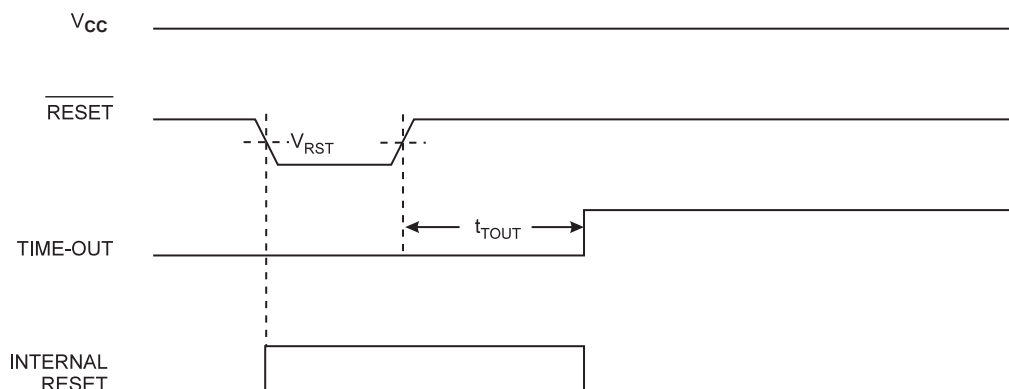 VCC
RESET
VRST
tTOUT
TIME-OUT
INTERNAL
RESET